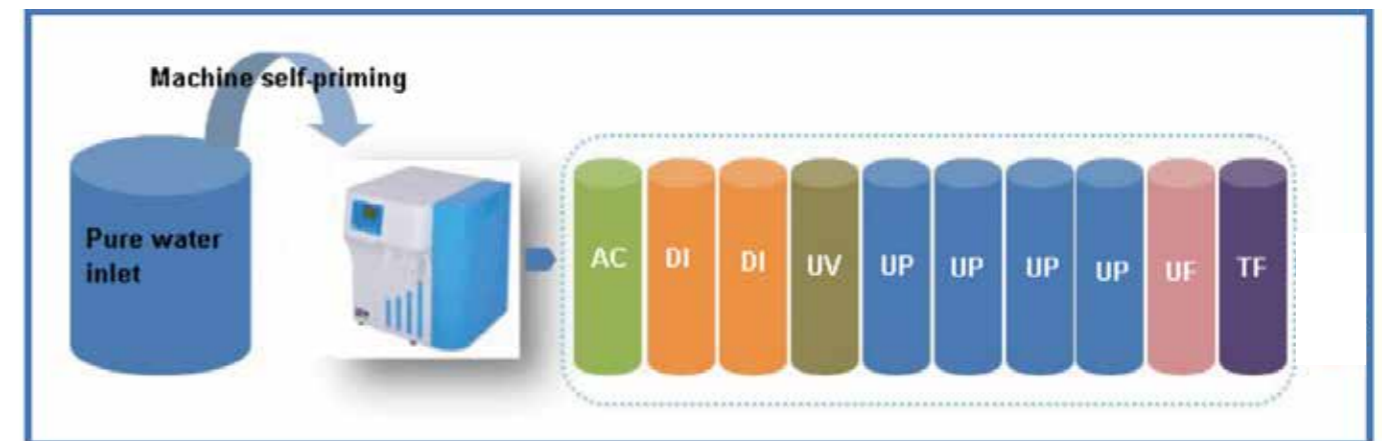 Machine self-priming
Pure water
inlet
AC
DI
DI
UV
UP
UP
UP
UP
UF
TF